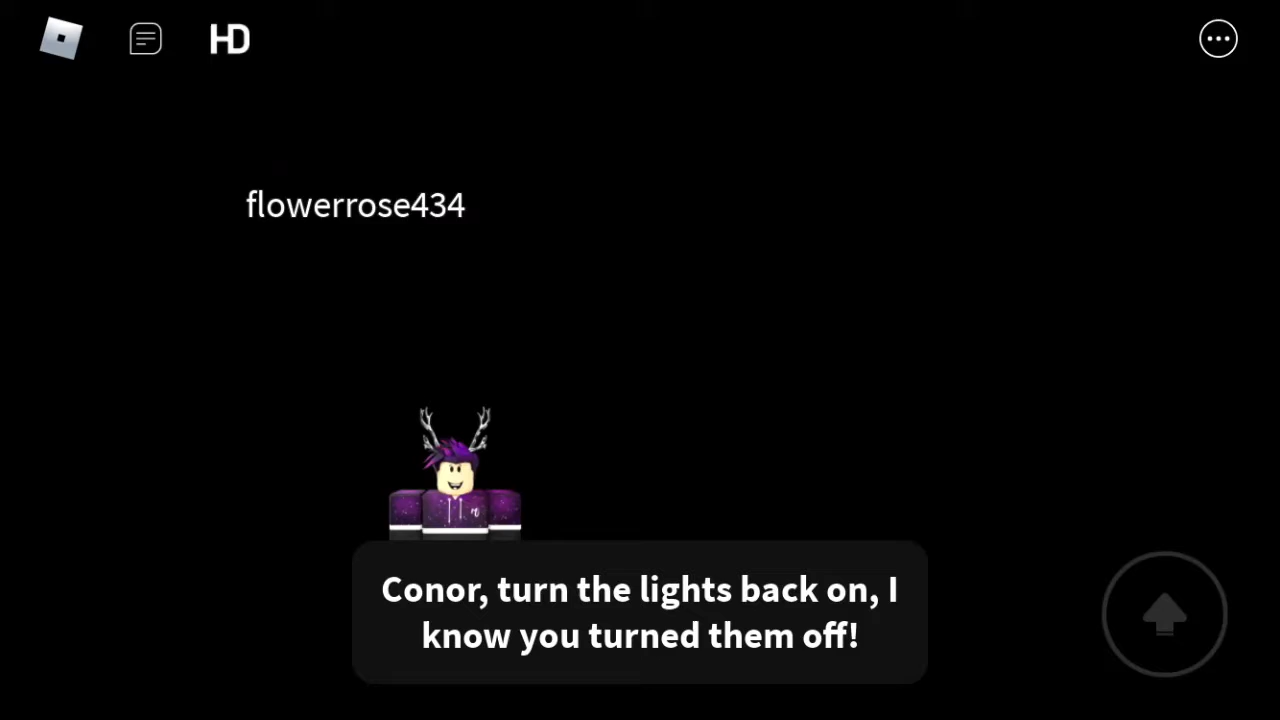 HD
flowerrose434
Conor, turn the lights back on, I
know you turned them off!